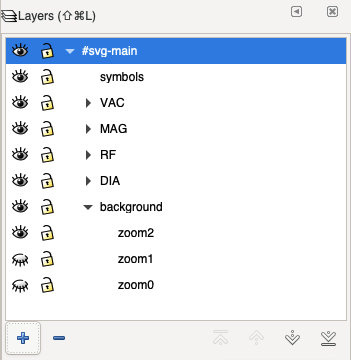 Layers (⇧⌘L)
#svg-main
symbols
VAC
MAG
RF
DIA
background
zoom2
zoom1
zoom0